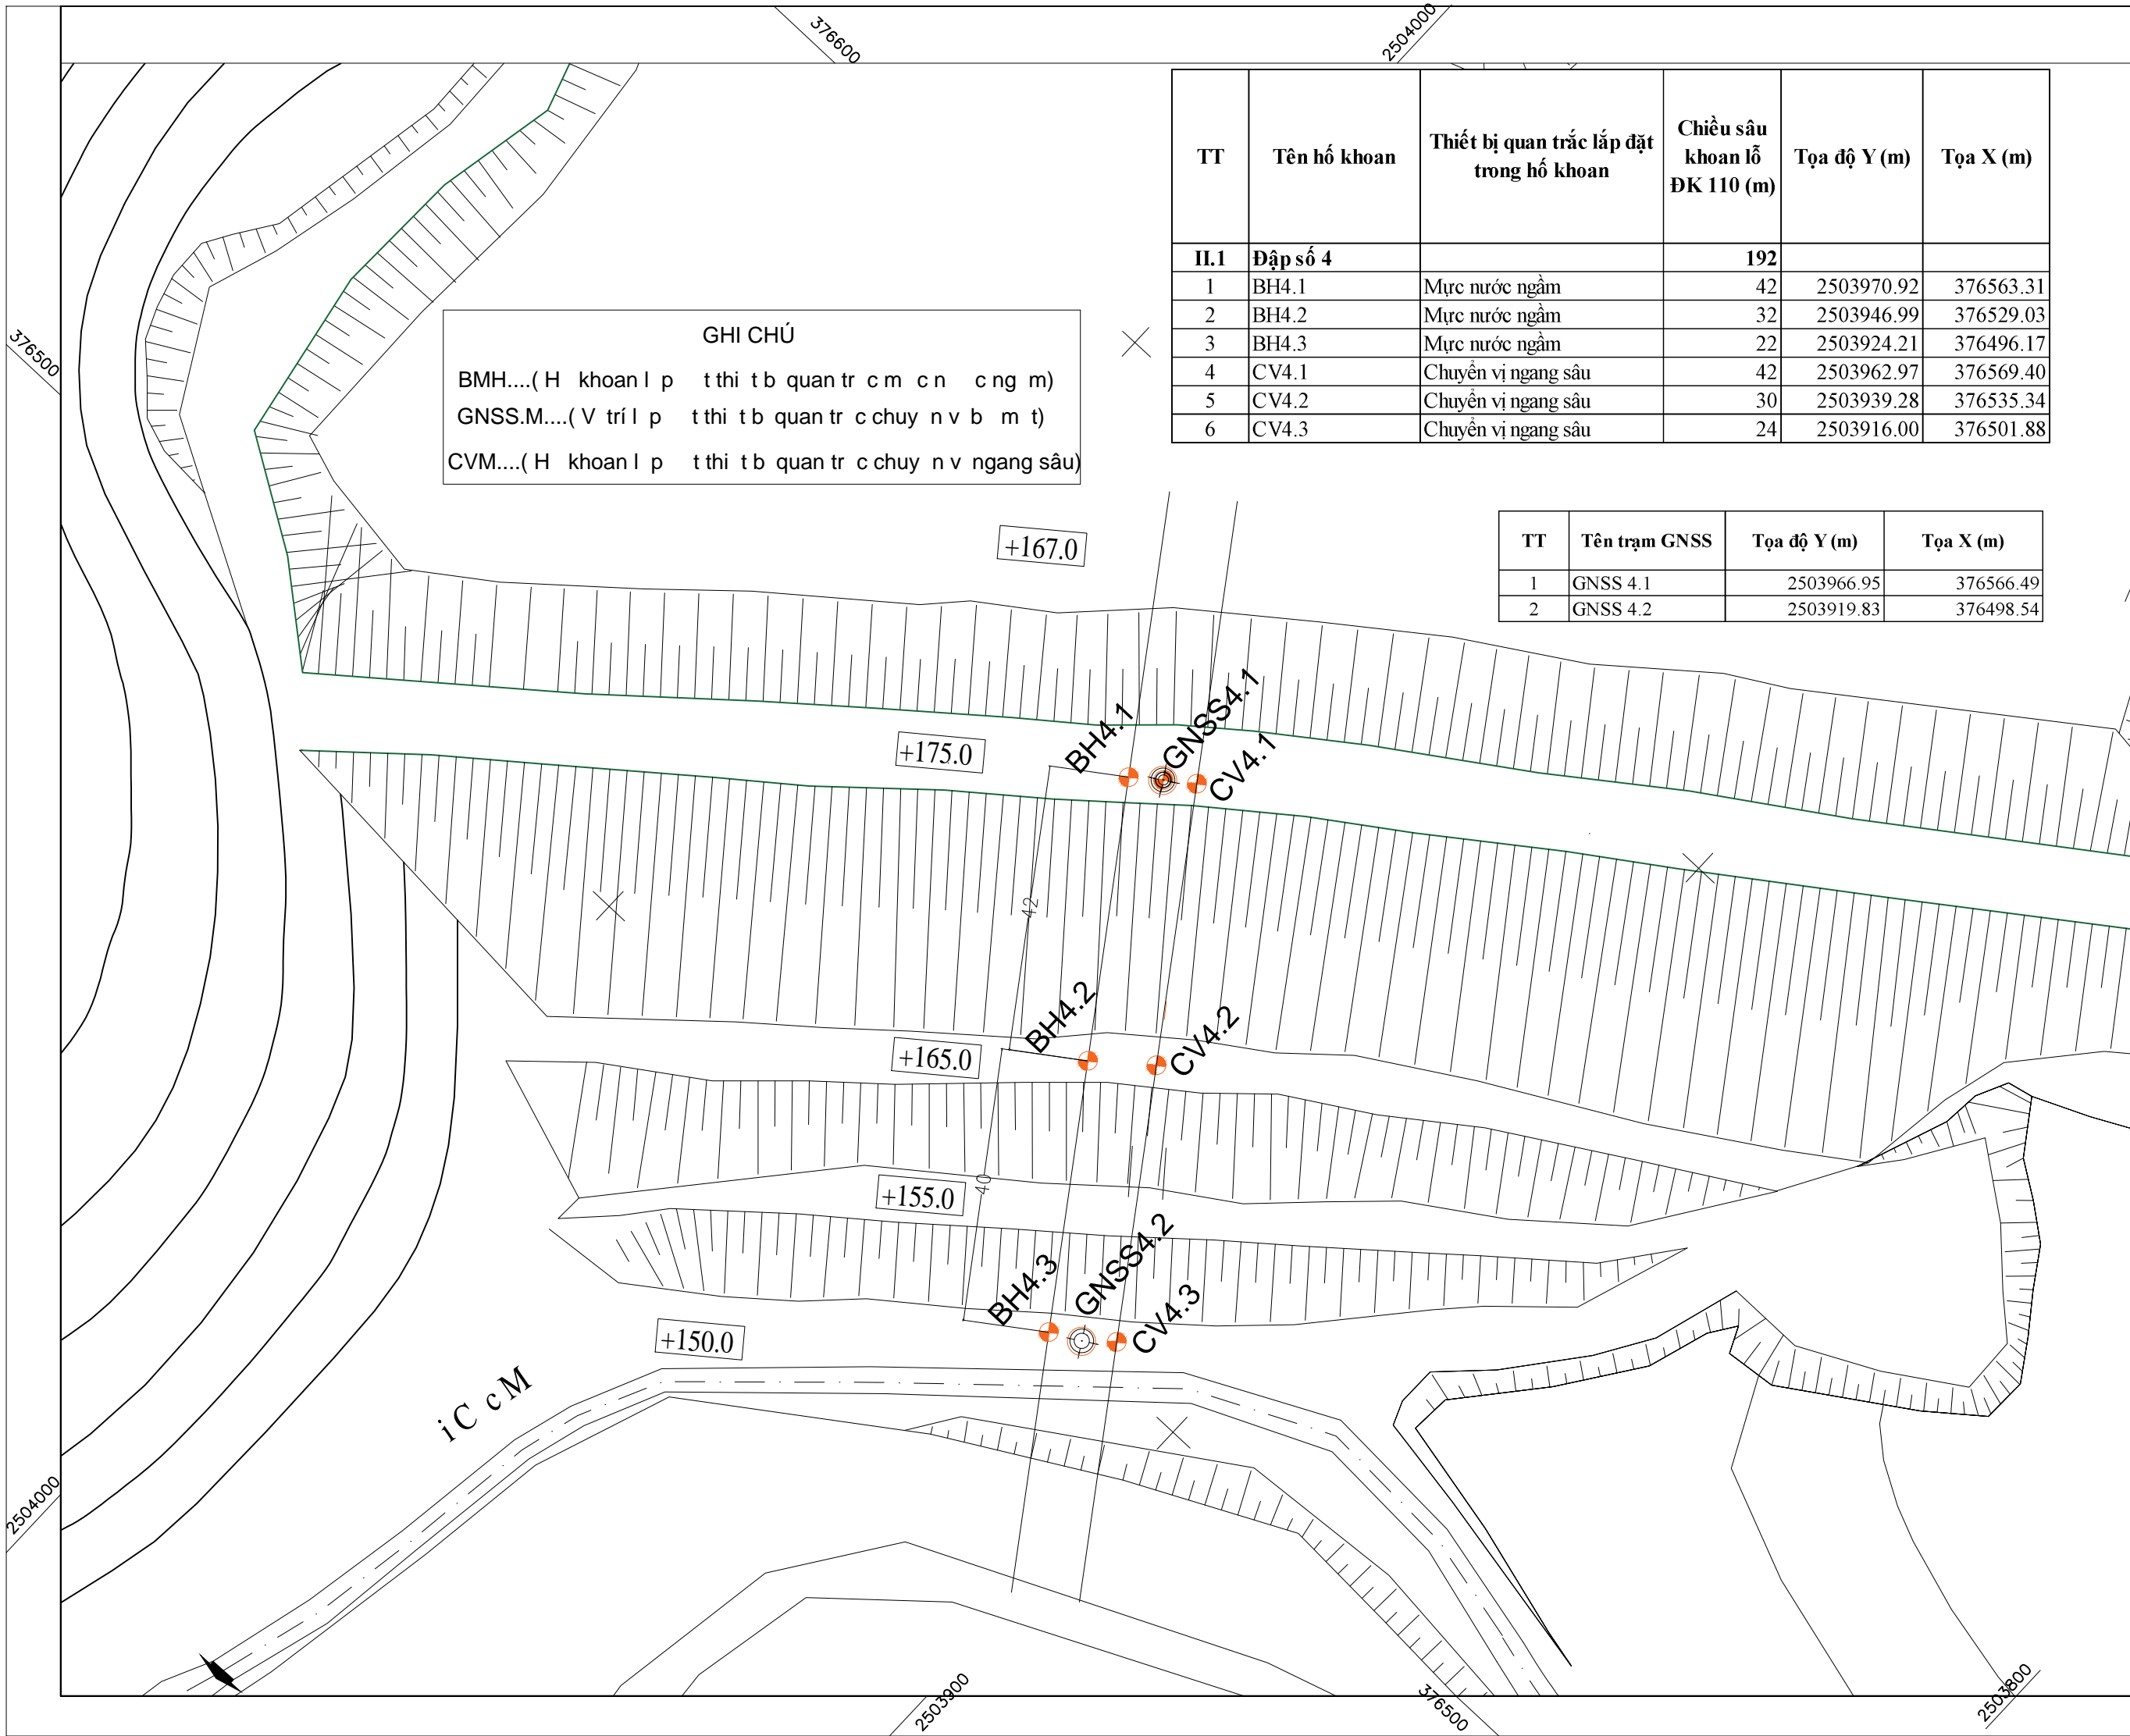 376600
2504000
TT Tên hố khoan Thiết bị quan trắc lắp đặt trong hố khoan Chiều sâu khoan lỗ ĐK 110 (m) Tọa độ Y (m) Tọa X (m)
II.1 Đập số 4 192
1 BH4.1 Mực nước ngầm 42 2503970.92 376563.31
2 BH4.2 Mực nước ngầm 32 2503946.99 376529.03
3 BH4.3 Mực nước ngầm 22 2503924.21 376496.17
4 CV4.1 Chuyển vị ngang sâu 42 2503962.97 376569.40
5 CV4.2 Chuyển vị ngang sâu 30 2503939.28 376535.34
6 CV4.3 Chuyển vị ngang sâu 24 2503916.00 376501.88
376500
GHI CHÚ
BMH....( H khoan l p t thi t b quan tr c m c n c ng m)
GNSS.M....( V trí l p t thi t b quan tr c chuy n v b m t)
CVM....( H khoan l p t thi t b quan tr c chuy n v ngang sâu)
TT Tên trạm GNSS Tọa độ Y (m) Tọa X (m)
1 GNSS 4.1 2503966.95 376566.49
2 GNSS 4.2 2503919.83 376498.54
+167.0
BH4.1
GNSS4.1
CV4.1
+175.0
42
BH4.2
CV4.2
+165.0
40
+155.0
BH4.3
GNSS4.2
CV4.3
+150.0
i C c M
2504000
2503900
376500
2503800